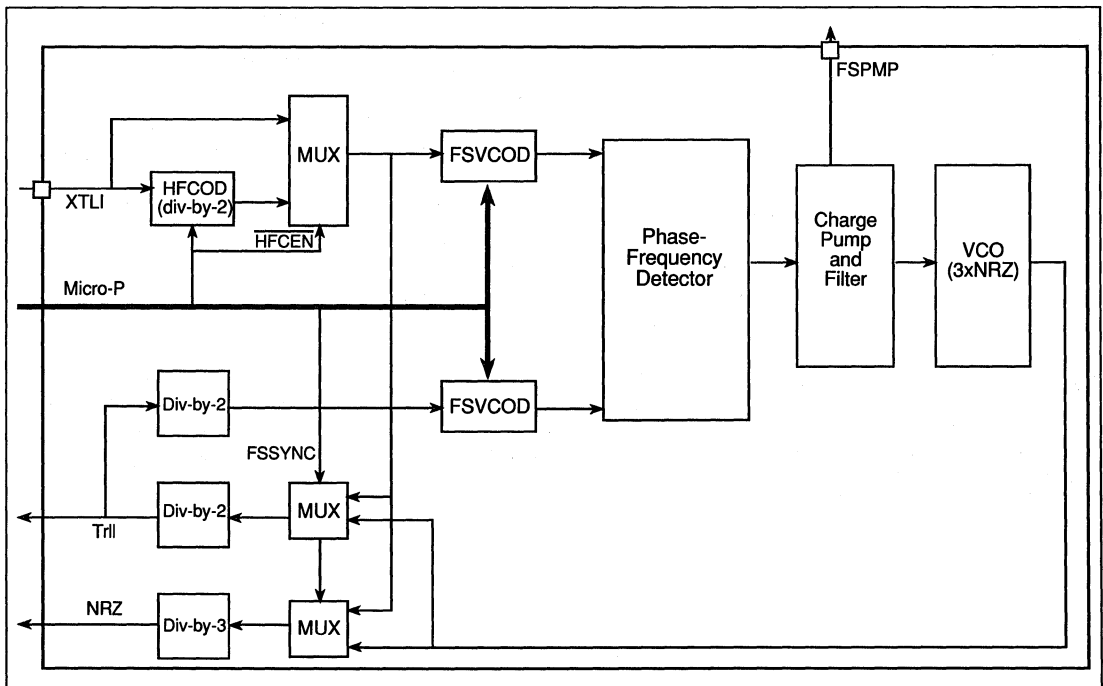 FSPMP
MUX
FSVCOD
XTLI
HFCOD
(div-by-2)
HFCEN
Phase-
Frequency
Detector
Charge
Pump
and
Filter
VCO
(3xNRZ)
Micro-P
Div-by-2
FSVCOD
FSSYNC
Div-by-2
MUX
Trll
NRZ
Div-by-3
MUX